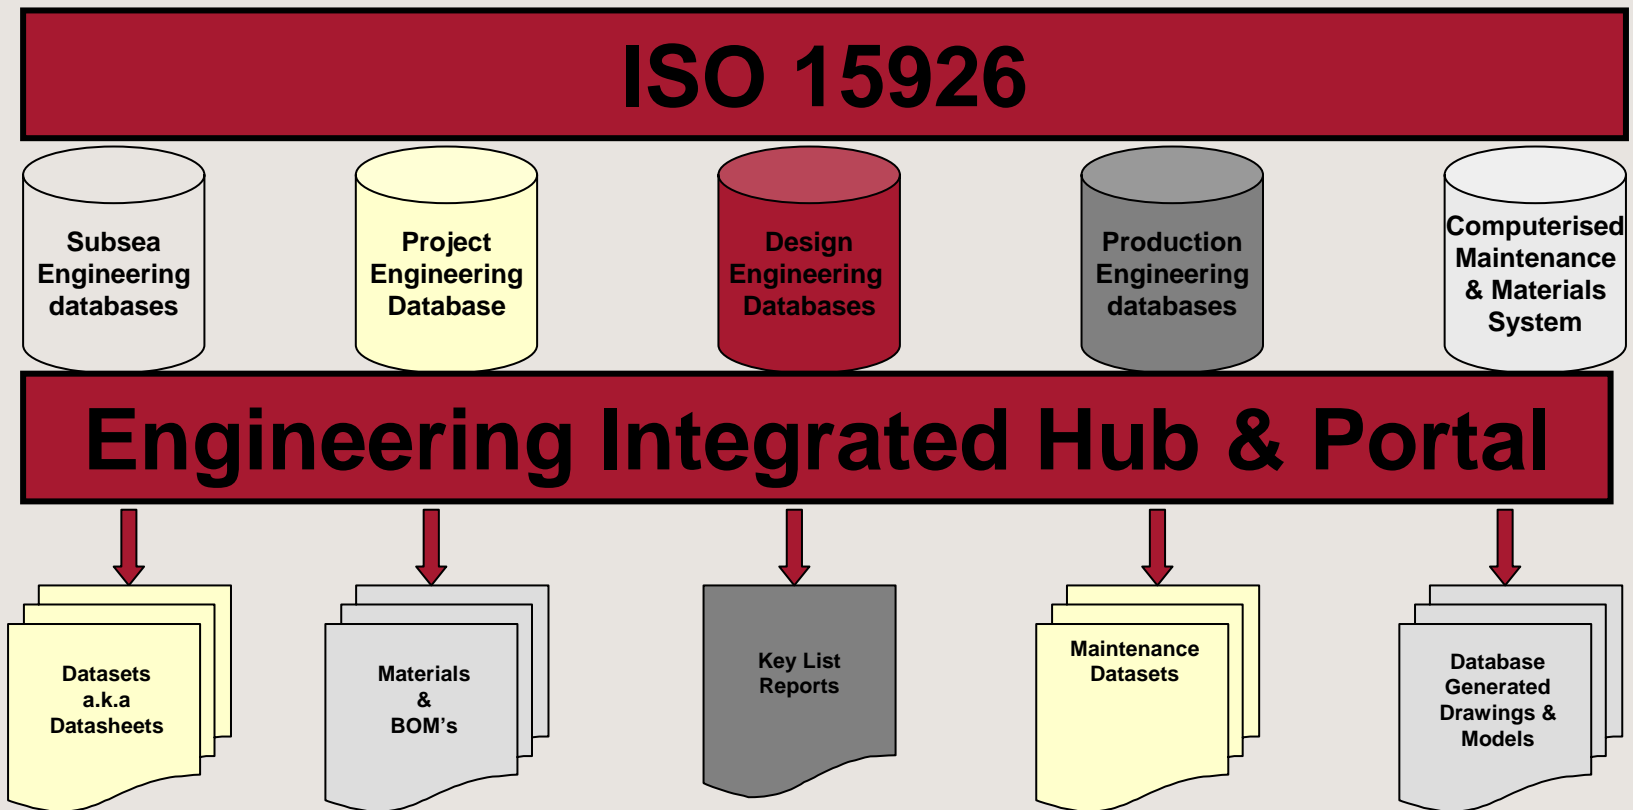 ISO 15926
Subsea
Engineering
databases
Project
Engineering
Database
Design
Engineering
Databases
Production
Engineering
databases
Computerised
Maintenance
& Materials
System
Engineering Integrated Hub & Portal
Datasets
a.k.a
Datasheets
Materials
&
BOM’s
Key List
Reports
Maintenance
Datasets
Database
Generated
Drawings &
Models